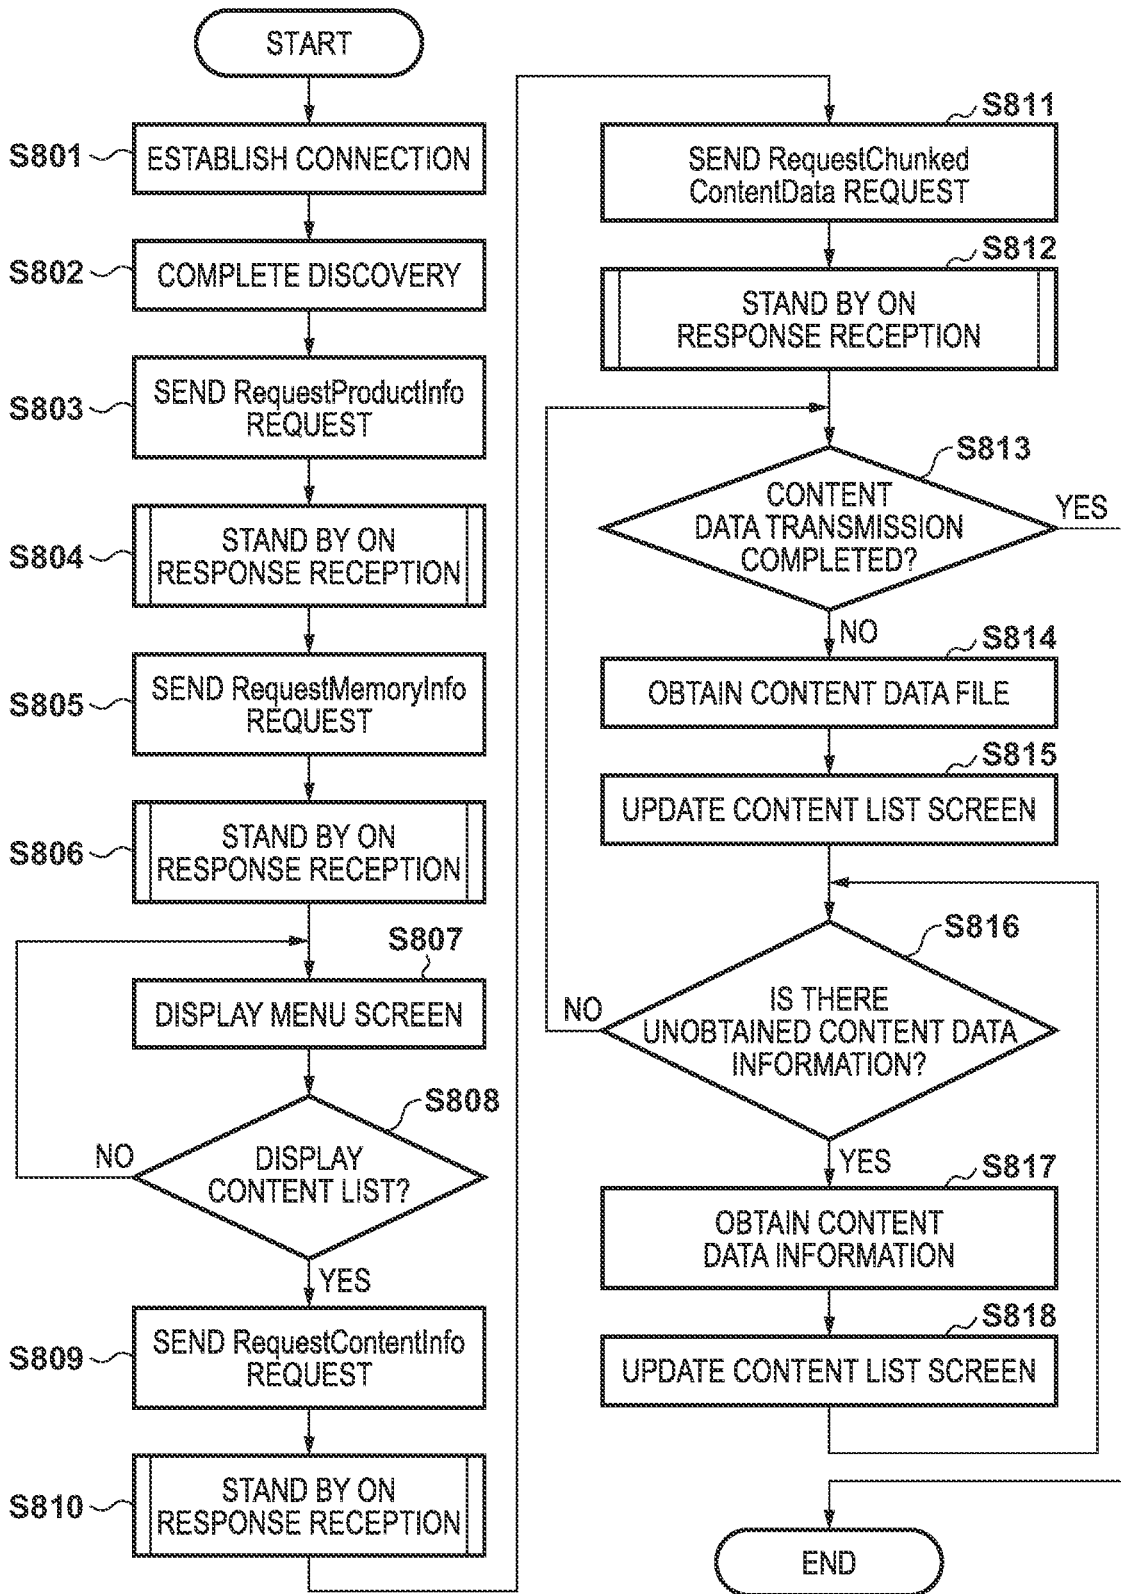 START
S801
ESTABLISH CONNECTION
S802
COMPLETE DISCOVERY
S803
SEND RequestProductInfo
REQUEST
S804
STAND BY ON
RESPONSE RECEPTION
S805
SEND RequestMemoryInfo
REQUEST
S806
STAND BY ON
RESPONSE RECEPTION
S807
DISPLAY MENU SCREEN
S808
NO
DISPLAY
CONTENT LIST?
YES
S809
SEND RequestContentInfo
REQUEST
S810
STAND BY ON
RESPONSE RECEPTION
S811
SEND RequestChunked
ContentData REQUEST
S812
STAND BY ON
RESPONSE RECEPTION
S813
YES
CONTENT
DATA TRANSMISSION
COMPLETED?
NO
S814
OBTAIN CONTENT DATA FILE
S815
UPDATE CONTENT LIST SCREEN
S816
NO
IS THERE
UNOBTAINED CONTENT DATA
INFORMATION?
YES
S817
OBTAIN CONTENT
DATA INFORMATION
S818
UPDATE CONTENT LIST SCREEN
END